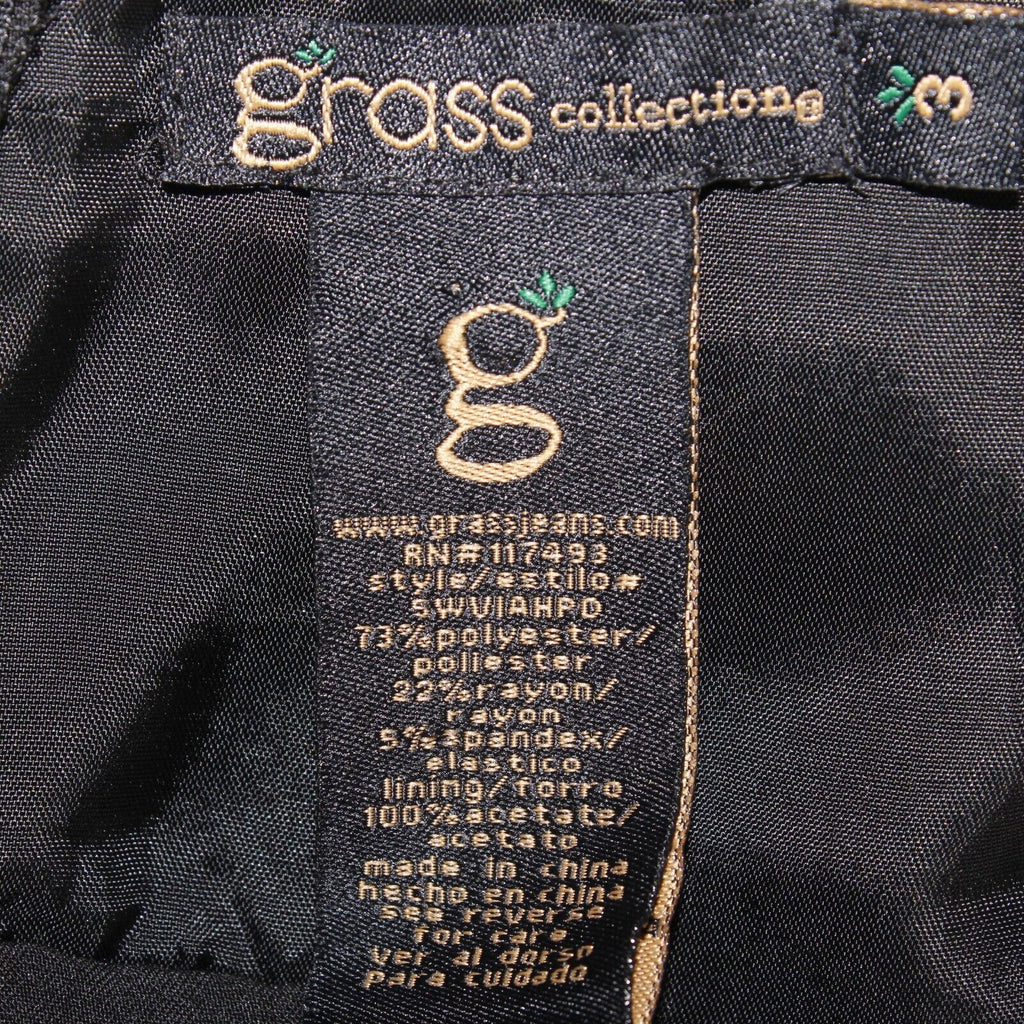 grass collection®
3
g
www.grassjeans.com
RN#117493
style/estilo#
5WVIAHPD
73%polyester/
poliester
22%rayon/
rayon
5%spandex/
elastico
lining/forro
100%acetate/
acetato
made in china
hecho en china
see reverse
for care
ver al dorso
para cuidado